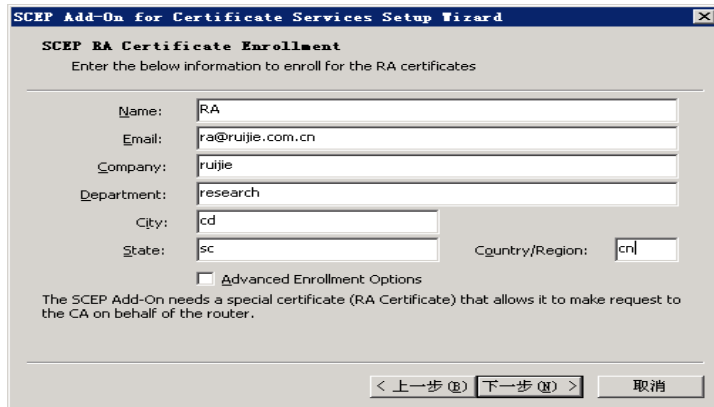 SCEP Add-On for Certificate Services Setup Wizard
SCEP RA Certificate Enrollment
Enter the below information to enroll for the RA certificates
Name: RA
Email: ra@ruijie.com.cn
Company: ruijie
Department: research
City: cd
State: sc Country/Region: cn
Advanced Enrollment Options
The SCEP Add-On needs a special certificate (RA Certificate) that allows it to make request to
the CA on behalf of the router.
< 上一步(B) 下一步(N) > 取消